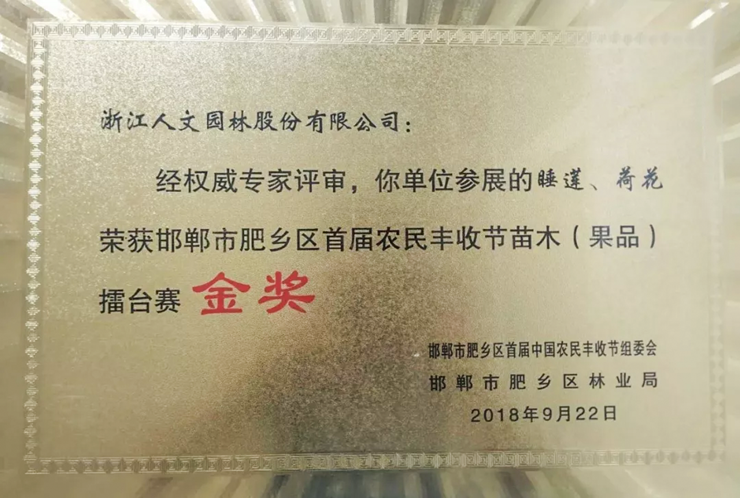 浙江人文园林股份有限公司：
经权威专家评审，你单位参展的睡莲、荷花
荣获邯郸市肥乡区首届农民丰收节苗木（果品）
擂台赛 金奖
邯郸市肥乡区首届中国农民丰收节组委会
邯郸市肥乡区林业局
2018年9月22日